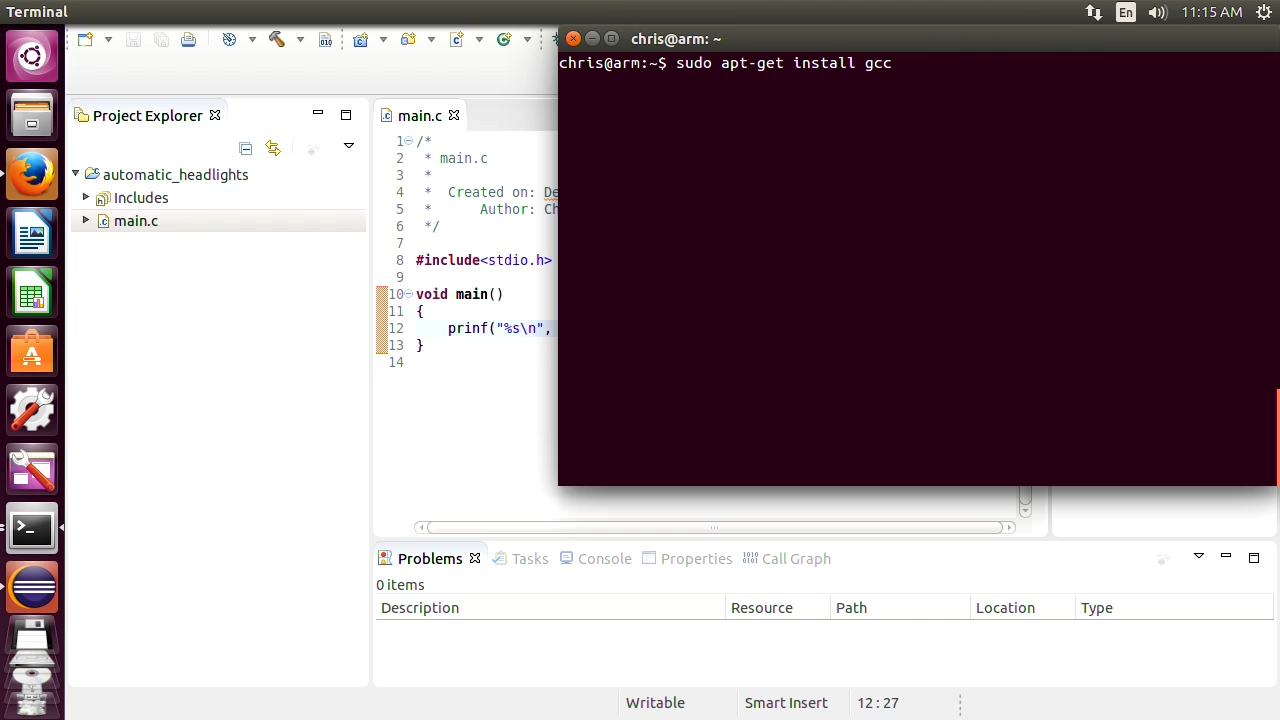 Terminal
En
11:15 AM
chris@arm: ~
chris@arm:~$ sudo apt-get install gcc
Project Explorer
automatic_headlights
Includes
main.c
main.c
1 /*
2 * main.c
3 *
4 * Created on: De
5 * Author: Ch
6 */
7
8 #include<stdio.h>
9
10 void main()
11 {
12 prinf("%s\n",
13 }
14
Problems Tasks Console Properties Call Graph
0 items
Description Resource Path Location Type
Writable Smart Insert 12 : 27